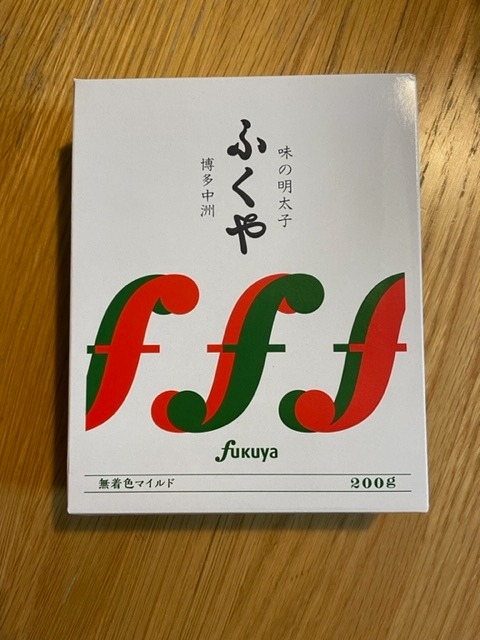 味の明太子
ふくや
博多中洲
fff
fukuya
無着色マイルド
200g